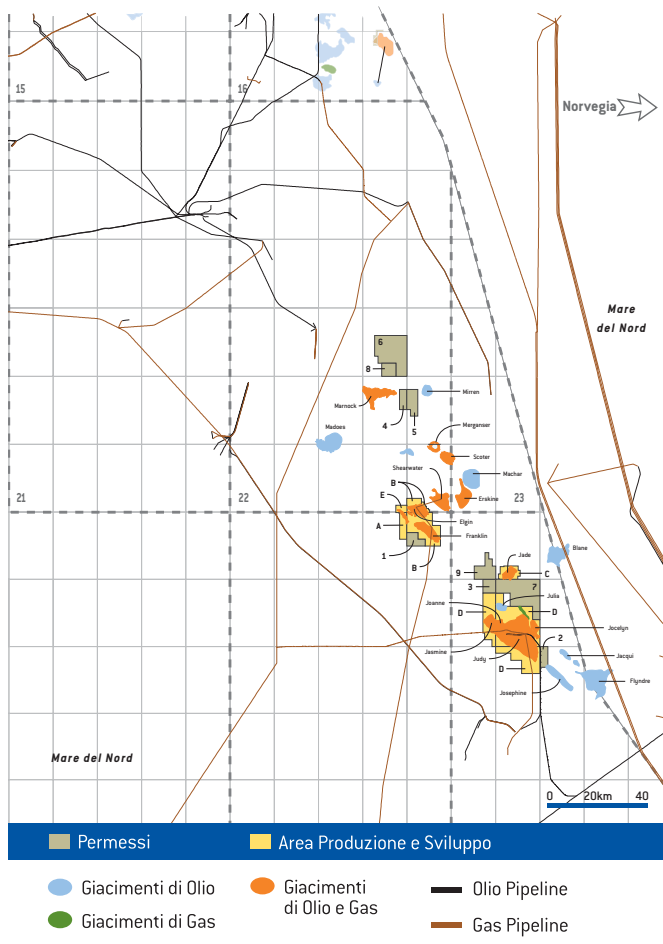 15
16
Norvegia
Mare
del Nord
6
8
Mirren
Marnock
4
5
Madoes
Merganser
Scoter
Shearwater
Machar
B
E
Erskine
21
22
23
Elgin
A
Franklin
1
B
Blane
Jade
9
C
3
7
Julia
Joanne
D
D
Jocelyn
2
Jasmine
Judy
Jacqui
D
Flyndre
Josephine
Mare del Nord
0 20km 40
Permessi
Area Produzione e Sviluppo
Giacimenti di Olio
Giacimenti di Gas
Giacimenti
di Olio e Gas
Olio Pipeline
Gas Pipeline